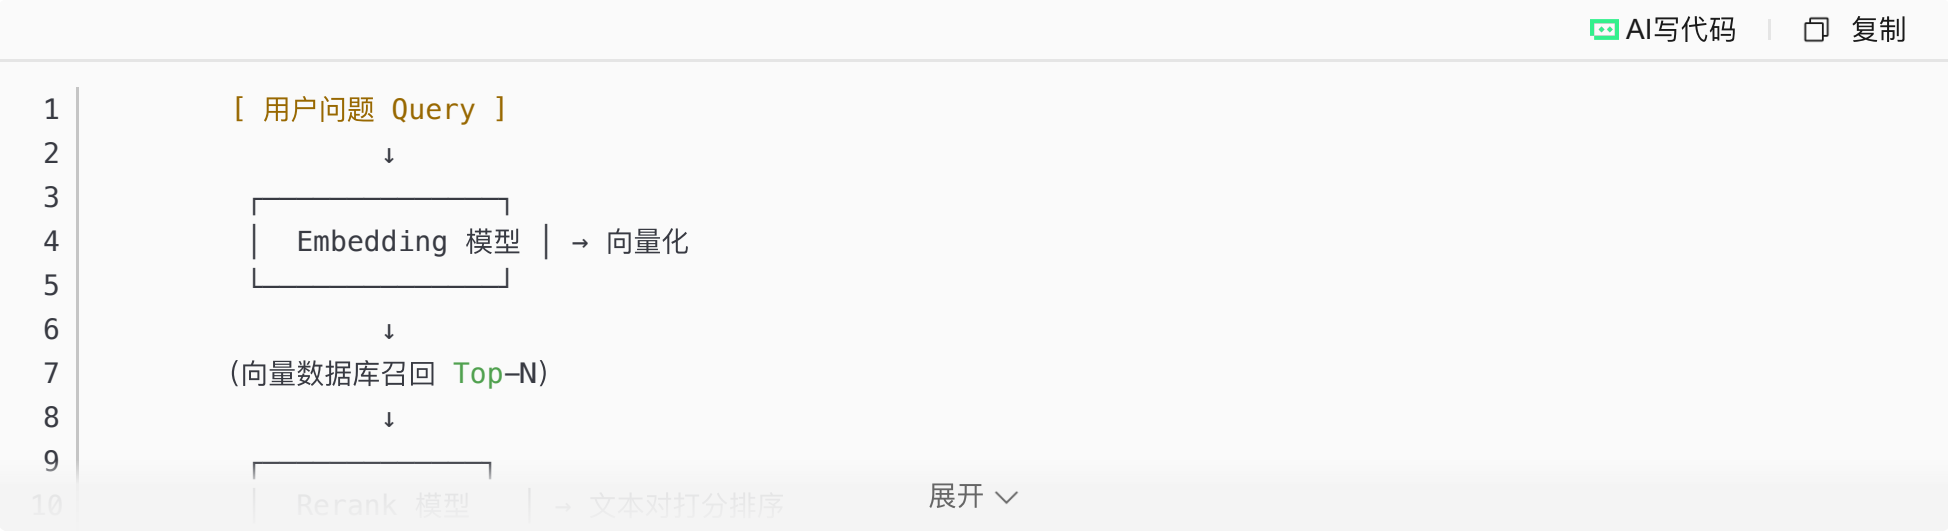 AI写代码 复制
1 [ 用户问题 Query ]
2 ↓
3 ┌───────────────┐
4 │ Embedding 模型 │ → 向量化
5 └───────────────┘
6 ↓
7 (向量数据库召回 Top-N)
8 ↓
9 ┌──────────────┐
10 │ Rerank 模型 │ → 文本对打分排序
展开